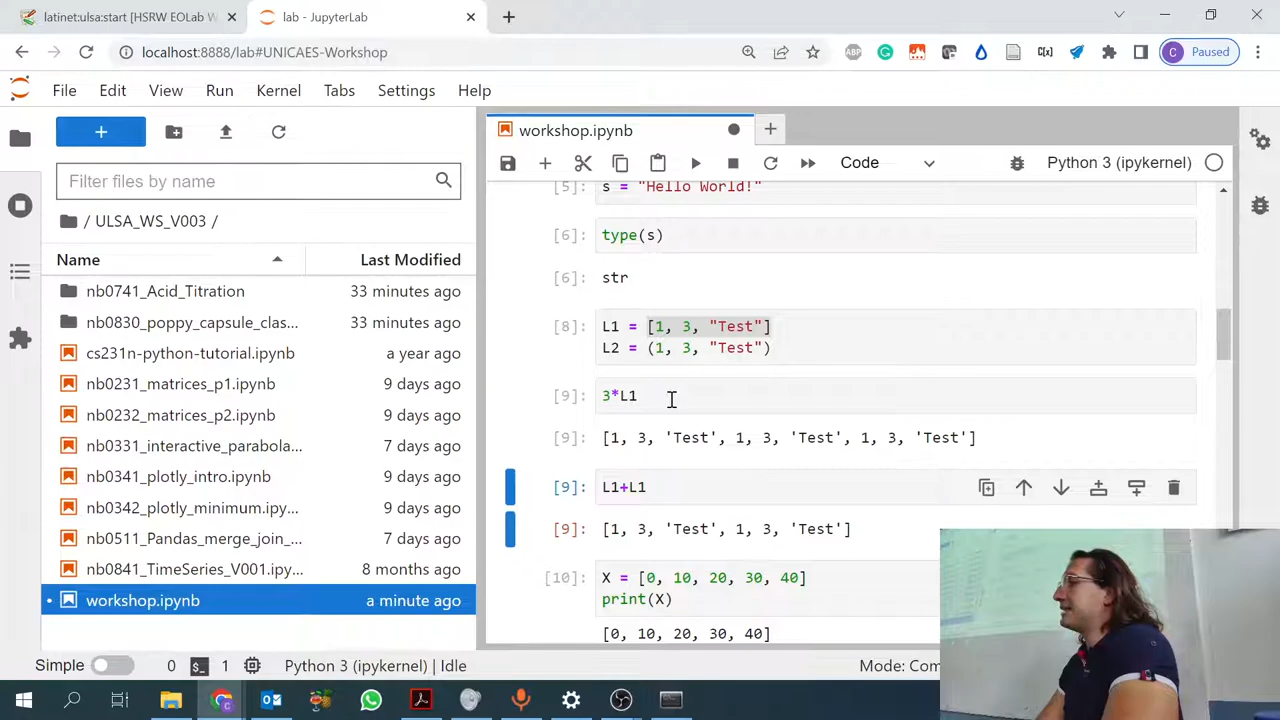 latinet:ulsa:start [HSRW EOLab W
lab - JupyterLab
localhost:8888/lab#UNICAES-Workshop
ABP
C(x)
C Paused
File Edit View Run Kernel Tabs Settings Help
workshop.ipynb
Filter files by name
Code
Python 3 (ipykernel)
/ ULSA_WS_V003 /
Name Last Modified
nb0741_Acid_Titration 33 minutes ago
nb0830_poppy_capsule_clas... 33 minutes ago
cs231n-python-tutorial.ipynb a year ago
nb0231_matrices_p1.ipynb 9 days ago
nb0232_matrices_p2.ipynb 9 days ago
nb0331_interactive_parabola... 7 days ago
nb0341_plotly_intro.ipynb 9 days ago
nb0342_plotly_minimum.ipy... 9 days ago
nb0511_Pandas_merge_join_... 7 days ago
nb0841_TimeSeries_V001.ipy... 8 months ago
workshop.ipynb a minute ago
[5]: s = "Hello World!"
[6]: type(s)
[6]: str
[8]: L1 = [1, 3, "Test"]
L2 = (1, 3, "Test")
[9]: 3*L1
[9]: [1, 3, 'Test', 1, 3, 'Test', 1, 3, 'Test']
[9]: L1+L1
[9]: [1, 3, 'Test', 1, 3, 'Test']
[10]: X = [0, 10, 20, 30, 40]
print(X)
[0, 10, 20, 30, 40]
Simple 0 1 Python 3 (ipykernel) | Idle
Mode: Com